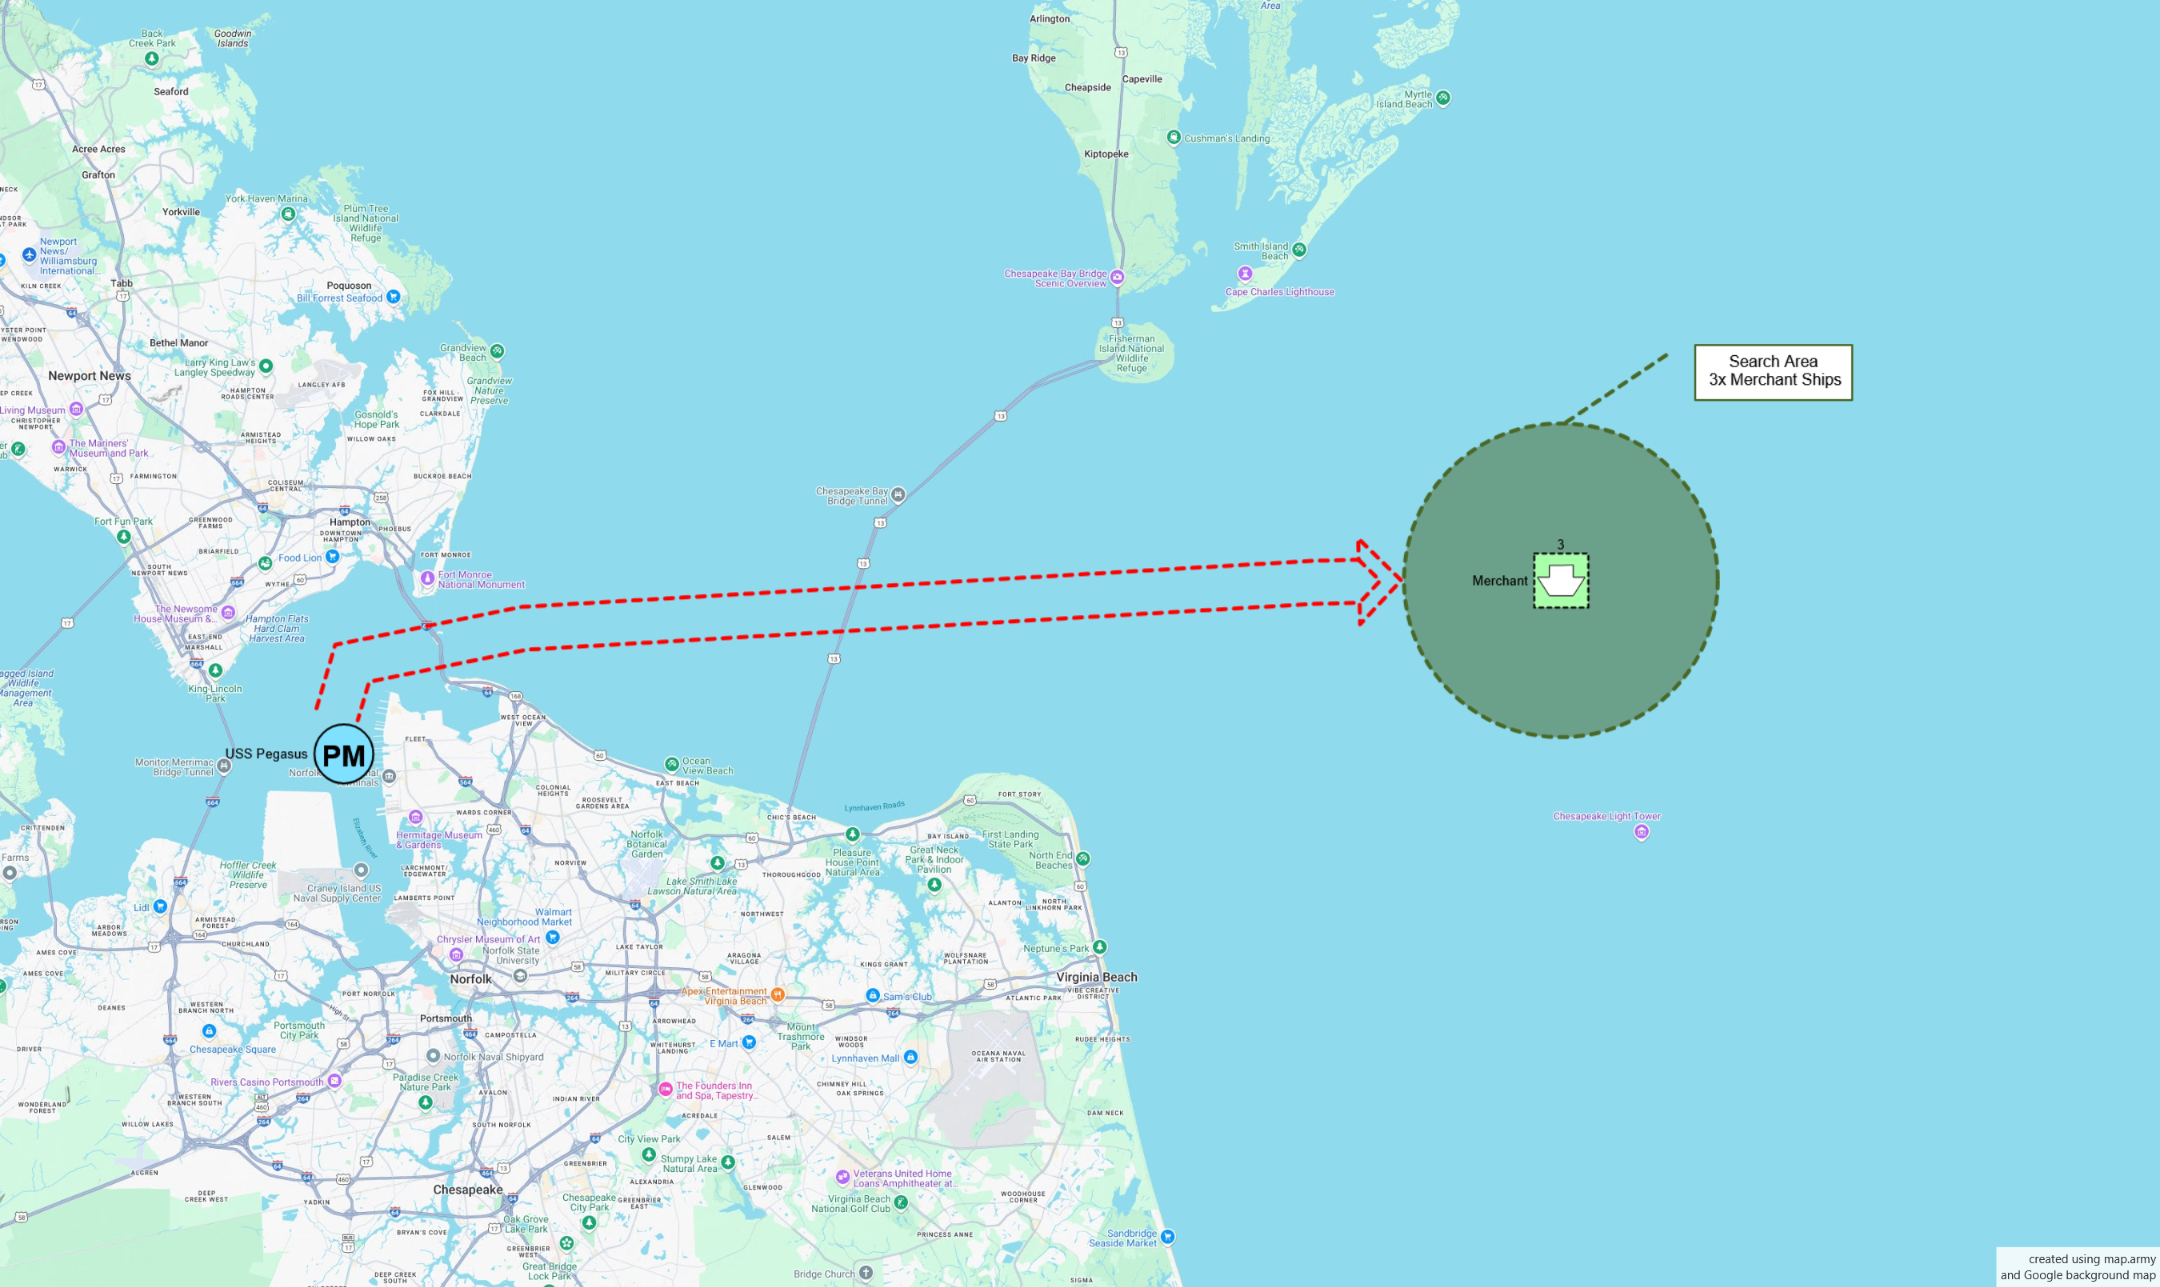 Arlington
Area
Bay Ridge
Capeville
Cheapside
Back
Creek Park
Goodwin
Islands
Seaford
Myrtle
Island Beach
Cushman's Landing
Kiptopeke
Acree Acres
Grafton
Yorkville
York Haven Marina
Plum Tree
Island National
Wildlife
Refuge
Newport
News/
Williamsburg
International...
KILN CREEK
Tabb
Poquoson
Bill Forrest Seafood
Smith Island
Beach
Cape Charles Lighthouse
Chesapeake Bay Bridge
Scenic Overview
Fisherman
Island National
Wildlife
Refuge
Bethel Manor
Larry King Law's
Langley Speedway
LANGLEY AFB
HAMPTON
ROADS CENTER
Grandview
Beach
Grandview
Nature
Preserve
FOX HILL -
GRANDVIEW
CLARKDALE
Newport News
Living Museum
CHRISTOPHER
NEWPORT
Gosnold's
Hope Park
WILLOW OAKS
ARMISTEAD
HEIGHTS
The Mariners'
Museum and Park
WARWICK
FARMINGTON
COLISEUM
CENTRAL
BUCKROE BEACH
Fort Fun Park
GREENWOOD
FARMS
Hampton
DOWNTOWN
HAMPTON
PHOEBUS
BRIARFIELD
Food Lion
FORT MONROE
SOUTH
NEWPORT NEWS
WYTHE
Fort Monroe
National Monument
The Newsome
House Museum &...
Hampton Flats
Hard Clam
Harvest Area
EAST END
MARSHALL
King-Lincoln
Park
Chesapeake Bay
Bridge Tunnel
Search Area
3x Merchant Ships
3
Merchant
Chesapeake Light Tower
USS Pegasus
PM
Monitor Merrimac
Bridge Tunnel
WEST OCEAN
VIEW
FLEET
Ocean
View Beach
EAST BEACH
COLONIAL
HEIGHTS
ROOSEVELT
GARDENS AREA
WARDS CORNER
Hermitage Museum
& Gardens
Elizabeth River
CRITTENDEN
Farms
Hoffler Creek
Wildlife
Preserve
Craney Island US
Naval Supply Center
LARCHMONT/
EDGEWATER
LAMBERTS POINT
NORVIEW
Norfolk
Botanical
Garden
Lake Smith Lake
Lawson Natural Area
CHIC'S BEACH
Lynnhaven Roads
FORT STORY
BAY ISLAND
First Landing
State Park
Pleasure
House Point
Natural Area
Great Neck
Park & Indoor
Pavilion
North End
Beaches
THOROUGHGOOD
ALANTON
NORTH
LINKHORN PARK
NORTHWEST
Lidl
ARBOR
MEADOWS
ARMISTEAD
FOREST
CHURCHLAND
AMES COVE
AMES COVE
Walmart
Neighborhood Market
Chrysler Museum of Art
Norfolk State
University
Norfolk
LAKE TAYLOR
MILITARY CIRCLE
ARAGONA
VILLAGE
KINGS GRANT
WOLFSNARE
PLANTATION
Neptune's Park
Virginia Beach
VIBE CREATIVE
DISTRICT
ATLANTIC PARK
Apex Entertainment
Virginia Beach
Sam's Club
DEANES
WESTERN
BRANCH NORTH
PORT NORFOLK
High St
Portsmouth
Portsmouth
City Park
CAMPOSTELLA
ARROWHEAD
Chesapeake Square
DRIVER
Norfolk Naval Shipyard
WHITEHURST
LANDING
E Mart
Mount
Trashmore
Park
WINDSOR
WOODS
Lynnhaven Mall
OCEANA NAVAL
AIR STATION
RUDEE HEIGHTS
Rivers Casino Portsmouth
Paradise Creek
Nature Park
AVALON
INDIAN RIVER
The Founders Inn
and Spa, Tapestry...
ACREDALE
CHIMNEY HILL
OAK SPRINGS
WONDERLAND
FOREST
WESTERN
BRANCH SOUTH
WILLOW LAKES
SOUTH NORFOLK
DAM NECK
City View Park
SALEM
Stumpy Lake
Natural Area
GREENBRIER
ALGREN
ALEXANDRIA
Veterans United Home
Loans Amphitheater at...
GLENWOOD
WOODHOUSE
CORNER
DEEP
CREEK WEST
YADKIN
Chesapeake
Chesapeake
City Park
GREENBRIER
EAST
Virginia Beach
National Golf Club
Oak Grove
Lake Park
BRYAN'S COVE
GREENBRIER
WEST
PRINCESS ANNE
Sandbridge
Seaside Market
Great Bridge
Lock Park
DEEP CREEK
SOUTH
Bridge Church
SIGMA
created using map.army
and Google background map